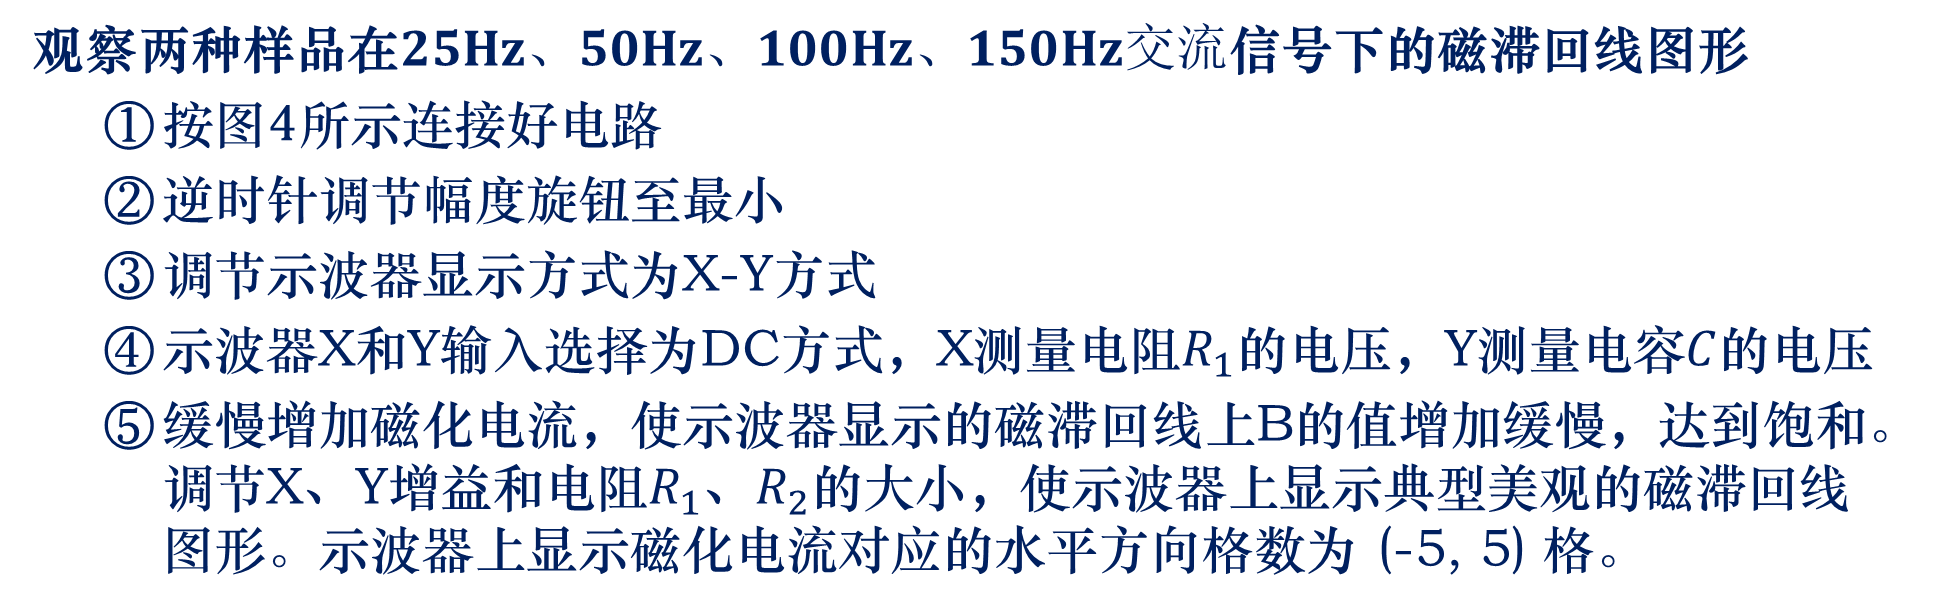 观察两种样品在25Hz、50Hz、100Hz、150Hz交流信号下的磁滞回线图形
①按图4所示连接好电路
②逆时针调节幅度旋钮至最小
③调节示波器显示方式为X-Y方式
④示波器X和Y输入选择为DC方式，X测量电阻R₁的电压，Y测量电容C的电压
⑤缓慢增加磁化电流，使示波器显示的磁滞回线上B的值增加缓慢，达到饱和。
调节X、Y增益和电阻R₁、R₂的大小，使示波器上显示典型美观的磁滞回线
图形。示波器上显示磁化电流对应的水平方向格数为 (-5, 5) 格。